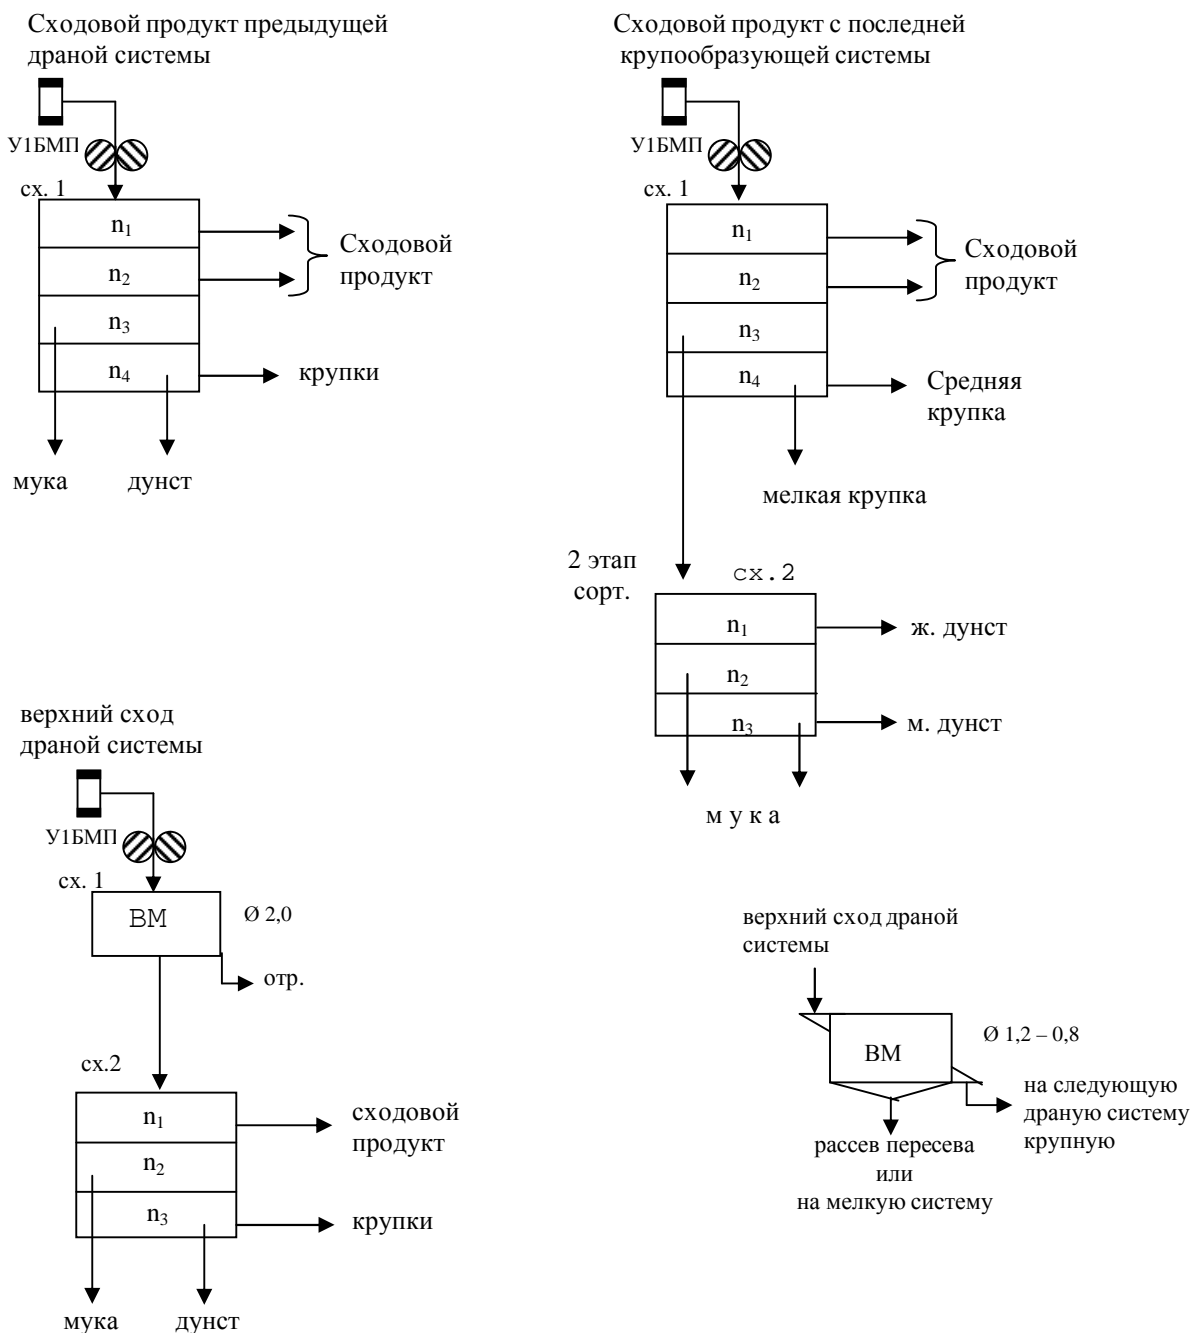 Сходовой продукт предыдущей
драной системы
У1БМП
сх. 1
n1
n2
n3
n4
Сходовой
продукт
крупки
мука
дунст
Сходовой продукт с последней
крупообразующей системы
У1БМП
сх. 1
n1
n2
n3
n4
Сходовой
продукт
Средняя
крупка
мелкая крупка
2 этап
сорт.
сх.2
n1
n2
n3
ж. дунст
м. дунст
м у к а
верхний сход
драной системы
У1БМП
сх. 1
ВМ
Ø 2,0
отр.
сх.2
n1
n2
n3
сходовой
продукт
крупки
мука
дунст
верхний сход драной
системы
ВМ
Ø 1,2 – 0,8
на следующую
драную систему
крупную
рассев пересева
или
на мелкую систему